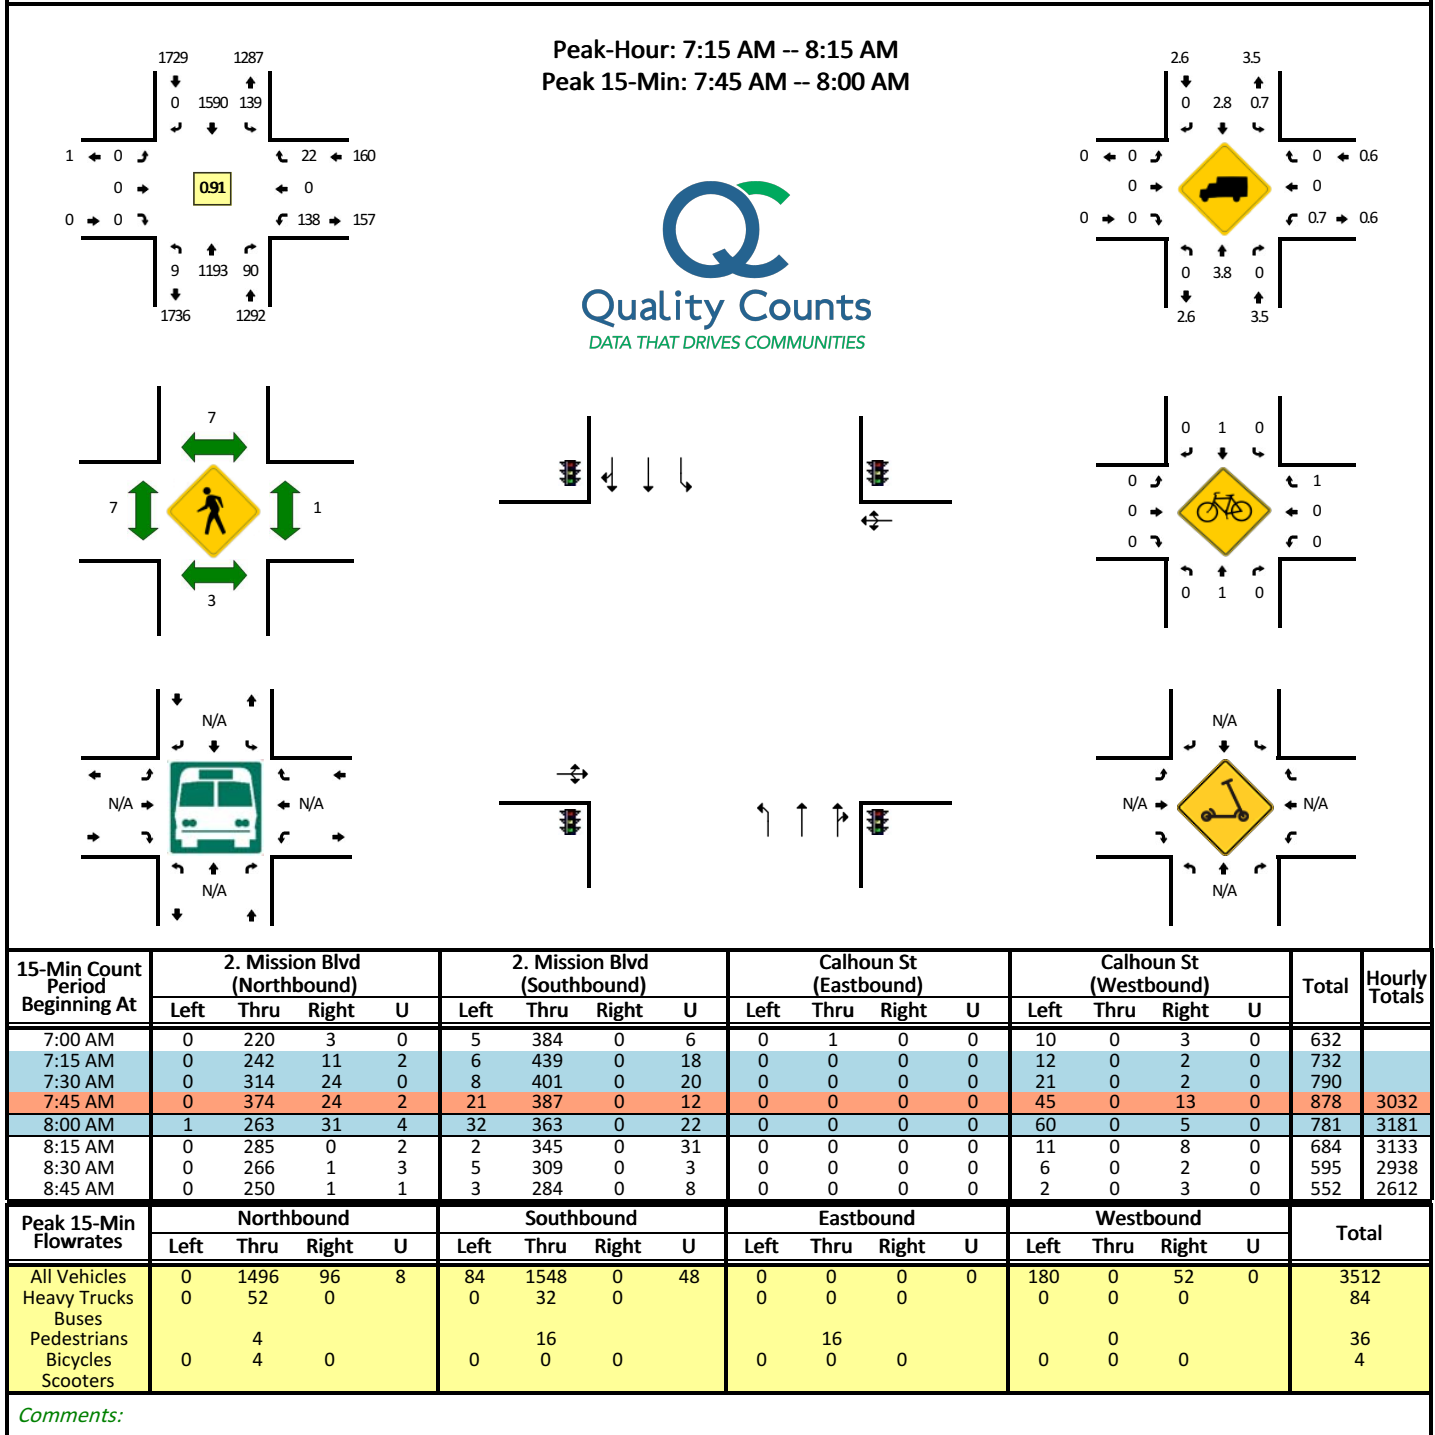 Peak-Hour: 7:15 AM -- 8:15 AM
Peak 15-Min: 7:45 AM -- 8:00 AM
1729 1287
0 1590 139
1 0 22 160
0 0.91 0
0 0 138 157
9 1193 90
1736 1292
2.6 3.5
0 2.8 0.7
0 0 0 0.6
0 0
0 0 0.7 0.6
0 3.8 0
2.6 3.5
QC
Quality Counts
DATA THAT DRIVES COMMUNITIES
7
7 1
3
0 1 0
0 1
0 0
0 0
0 1 0
N/A
N/A N/A
N/A
N/A
N/A N/A
N/A
15-Min Count Period Beginning At 2. Mission Blvd (Northbound) 2. Mission Blvd (Southbound) Calhoun St (Eastbound) Calhoun St (Westbound) Total Hourly Totals
Left Thru Right U Left Thru Right U Left Thru Right U Left Thru Right U
7:00 AM 0 220 3 0 5 384 0 6 0 1 0 0 10 0 3 0 632
7:15 AM 0 242 11 2 6 439 0 18 0 0 0 0 12 0 2 0 732
7:30 AM 0 314 24 0 8 401 0 20 0 0 0 0 21 0 2 0 790
7:45 AM 0 374 24 2 21 387 0 12 0 0 0 0 45 0 13 0 878 3032
8:00 AM 1 263 31 4 32 363 0 22 0 0 0 0 60 0 5 0 781 3181
8:15 AM 0 285 0 2 2 345 0 31 0 0 0 0 11 0 8 0 684 3133
8:30 AM 0 266 1 3 5 309 0 3 0 0 0 0 6 0 2 0 595 2938
8:45 AM 0 250 1 1 3 284 0 8 0 0 0 0 2 0 3 0 552 2612
Peak 15-Min Flowrates Northbound Southbound Eastbound Westbound Total
Left Thru Right U Left Thru Right U Left Thru Right U Left Thru Right U
All Vehicles 0 1496 96 8 84 1548 0 48 0 0 0 0 180 0 52 0 3512
Heavy Trucks 0 52 0 0 32 0 0 0 0 0 0 0 84
Buses
Pedestrians 4 16 16 0 36
Bicycles 0 4 0 0 0 0 0 0 0 0 0 0 4
Scooters
Comments: